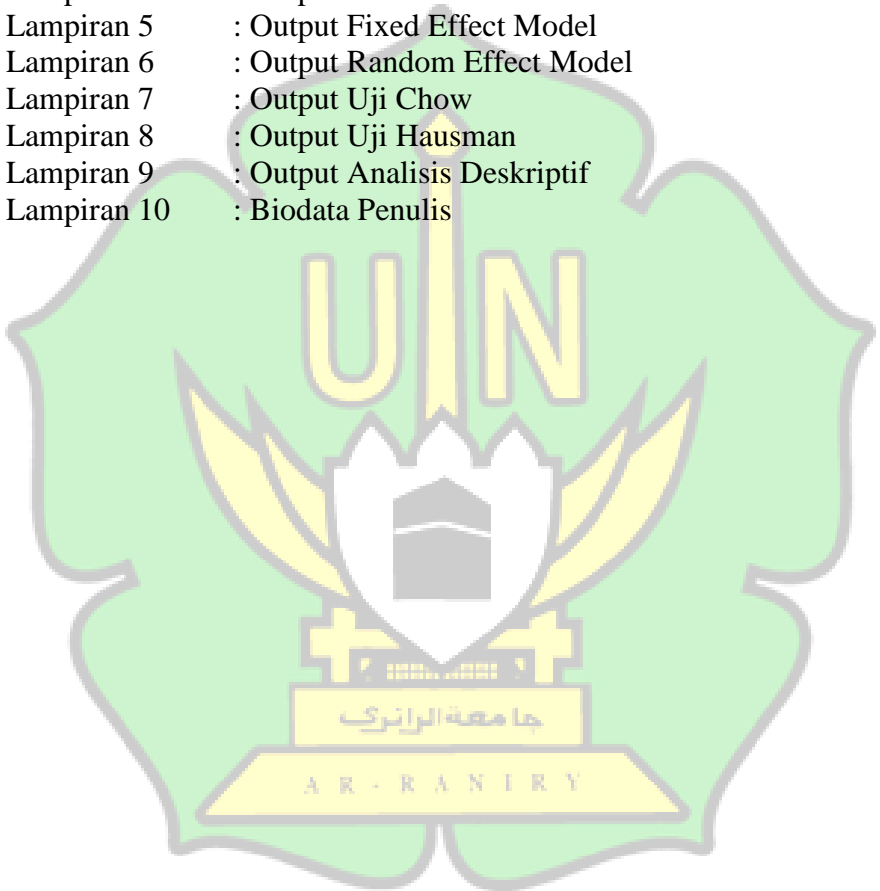 Lampiran 5 : Output Fixed Effect Model
Lampiran 6 : Output Random Effect Model
Lampiran 7 : Output Uji Chow
Lampiran 8 : Output Uji Hausman
Lampiran 9 : Output Analisis Deskriptif
Lampiran 10 : Biodata Penulis
UIN
جامعة الرانري
AR-RANIRY